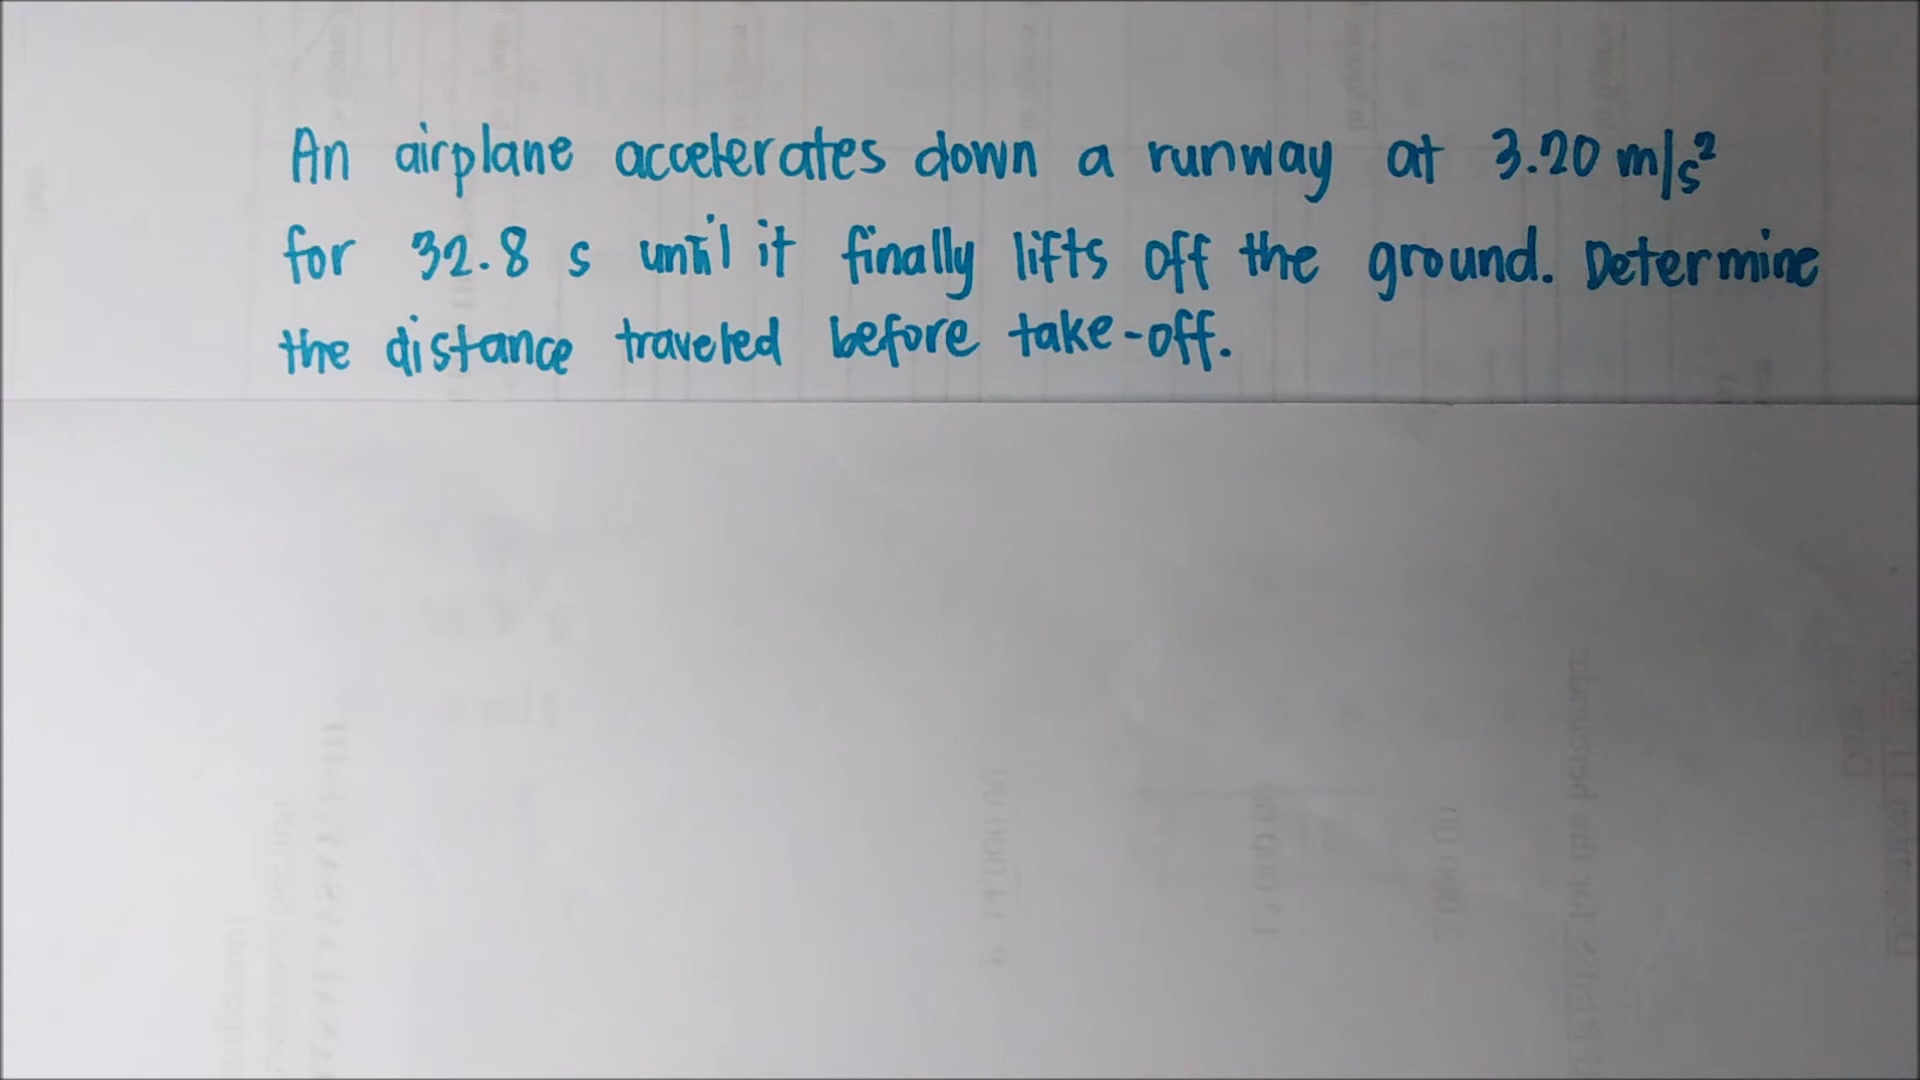 An airplane accelerates down a runway at 3.20 m/s²
for 32.8 s until it finally lifts off the ground. Determine
the distance traveled before take-off.